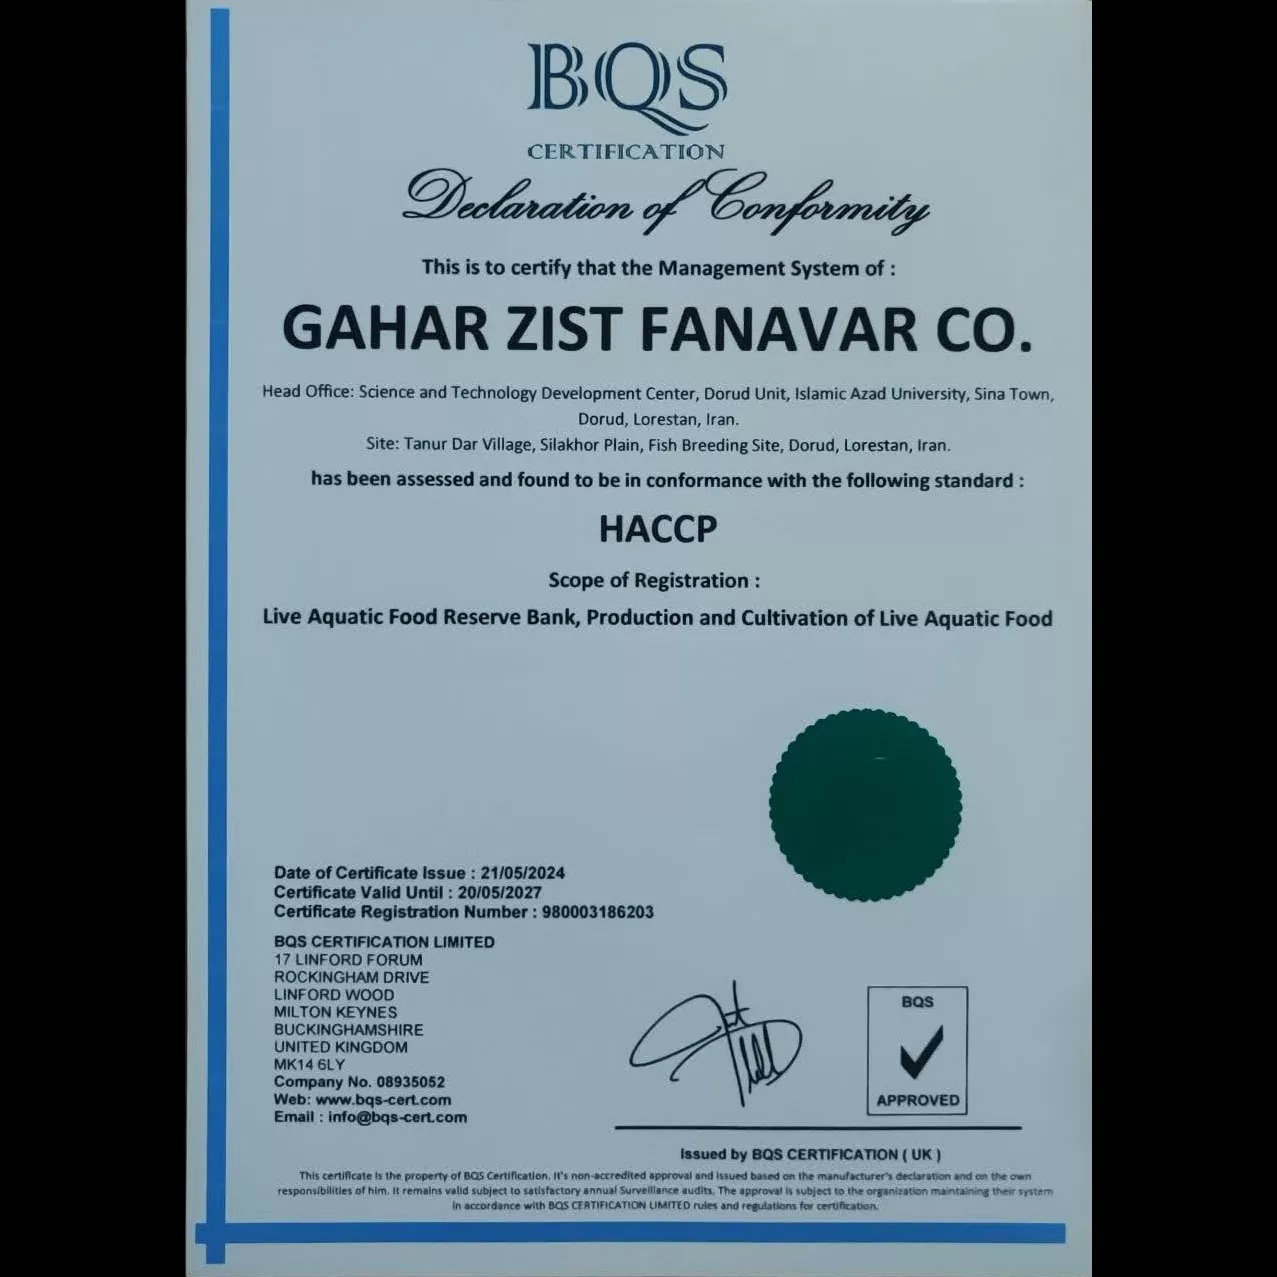 BQS
CERTIFICATION
Declaration of Conformity
This is to certify that the Management System of :
GAHAR ZIST FANAVAR CO.
Head Office: Science and Technology Development Center, Dorud Unit, Islamic Azad University, Sina Town,
Dorud, Lorestan, Iran.
Site: Tanur Dar Village, Silakhor Plain, Fish Breeding Site, Dorud, Lorestan, Iran.
has been assessed and found to be in conformance with the following standard :
HACCP
Scope of Registration :
Live Aquatic Food Reserve Bank, Production and Cultivation of Live Aquatic Food
Date of Certificate Issue : 21/05/2024
Certificate Valid Until : 20/05/2027
Certificate Registration Number : 980003186203
BQS CERTIFICATION LIMITED
17 LINFORD FORUM
ROCKINGHAM DRIVE
LINFORD WOOD
MILTON KEYNES
BUCKINGHAMSHIRE
UNITED KINGDOM
MK14 6LY
Company No. 08935052
Web: www.bqs-cert.com
Email : info@bqs-cert.com
BQS
APPROVED
Issued by BQS CERTIFICATION ( UK )
This certificate is the property of BQS Certification. It's non-accredited approval and issued based on the manufacturer's declaration and on the own
responsibilities of him. It remains valid subject to satisfactory annual Surveillance audits. The approval is subject to the organization maintaining their system
in accordance with BQS CERTIFICATION LIMITED rules and regulations for certification.